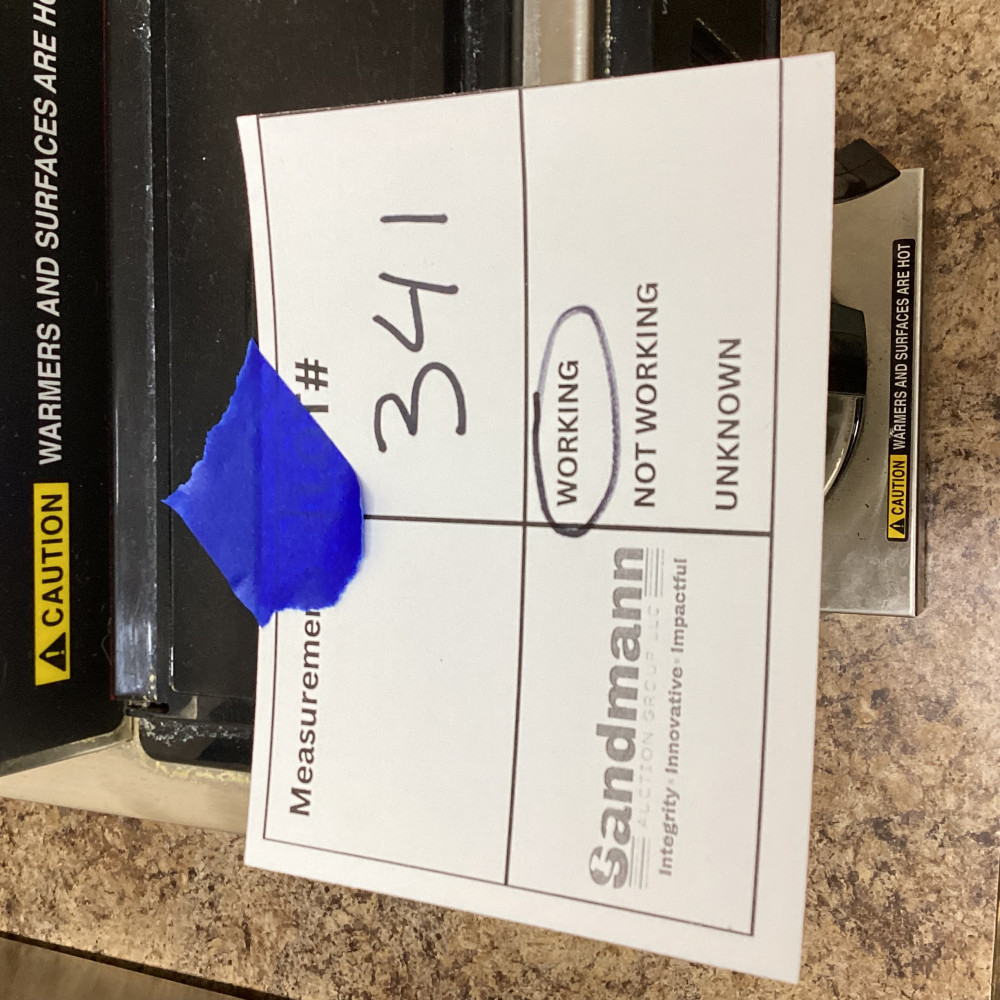 CAUTION WARMERS AND SURFACES ARE
Measuremen
#
341
WORKING
NOT WORKING
UNKNOWN
Sandmann
AUCTION GROUP LLC
Integrity · Innovative · Impactful
CAUTION WARMERS AND SURFACES ARE HOT